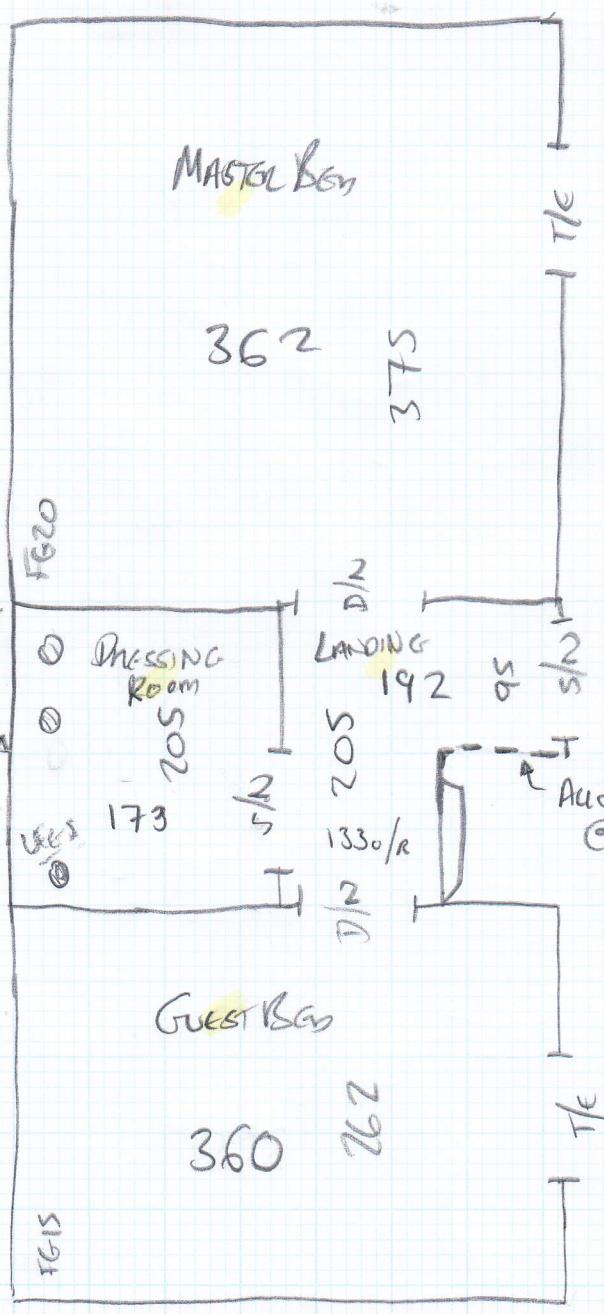 MASTER BED
T/E
362
375
FG20
D/2
DRESSING
ROOM
LANDING
192
95
S/2
205
205
173
S/2
1330/R
D/2
GUEST BED
360
262
T/E
FG15